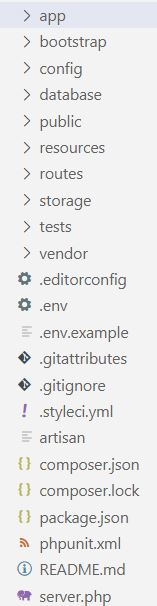 app
bootstrap
config
database
public
resources
routes
storage
tests
vendor
.editorconfig
.env
.env.example
.gitattributes
.gitignore
.styleci.yml
artisan
composer.json
composer.lock
package.json
phpunit.xml
README.md
server.php